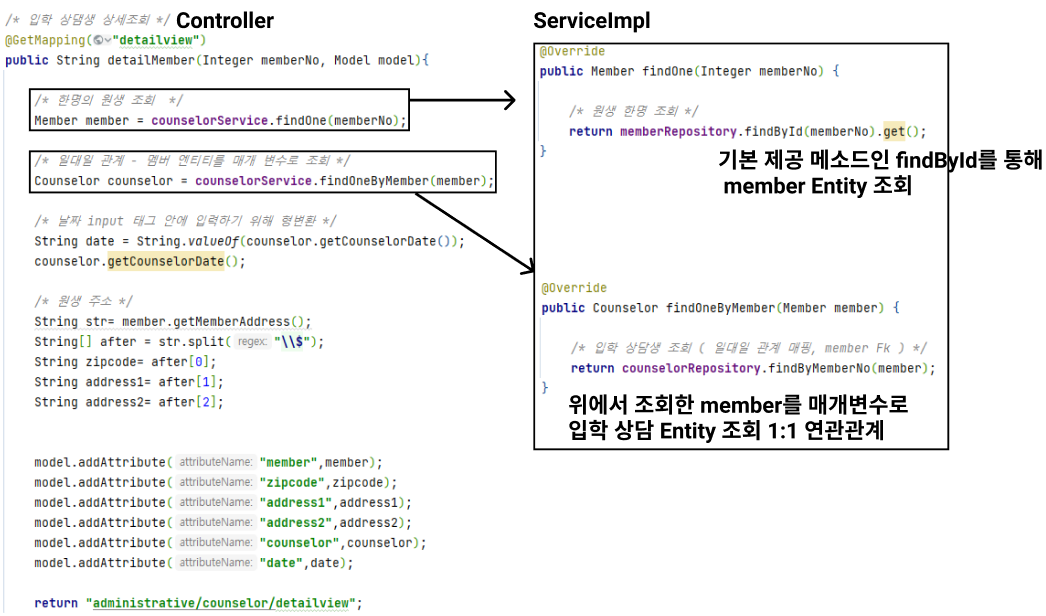 /* 입학 상댐생 상세조회 */ Controller
@GetMapping("detailview")
public String detailMember(Integer memberNo, Model model){
/* 한명의 원생 조회 */
Member member = counselorService.findOne(memberNo);
/* 일대일 관계 - 맴버 엔티티를 매개 변수로 조회 */
Counselor counselor = counselorService.findOneByMember(member);
/* 날짜 input 태그 안에 입력하기 위해 형변환 */
String date = String.valueOf(counselor.getCounselorDate());
counselor.getCounselorDate();
/* 원생 주소 */
String str= member.getMemberAddress();
String[] after = str.split( regex: "\\$");
String zipcode= after[0];
String address1= after[1];
String address2= after[2];
model.addAttribute( attributeName: "member",member);
model.addAttribute( attributeName: "zipcode",zipcode);
model.addAttribute( attributeName: "address1",address1);
model.addAttribute( attributeName: "address2",address2);
model.addAttribute( attributeName: "counselor",counselor);
model.addAttribute( attributeName: "date",date);
return "administrative/counselor/detailview";
ServiceImpl
@Override
public Member findOne(Integer memberNo) {
/* 원생 한명 조회 */
return memberRepository.findById(memberNo).get();
}
기본 제공 메소드인 findById를 통해
member Entity 조회
@Override
public Counselor findOneByMember(Member member) {
/* 입학 상담생 조회 ( 일대일 관계 매핑, member Fk ) */
return counselorRepository.findByMemberNo(member);
}
위에서 조회한 member를 매개변수로
입학 상담 Entity 조회 1:1 연관관계